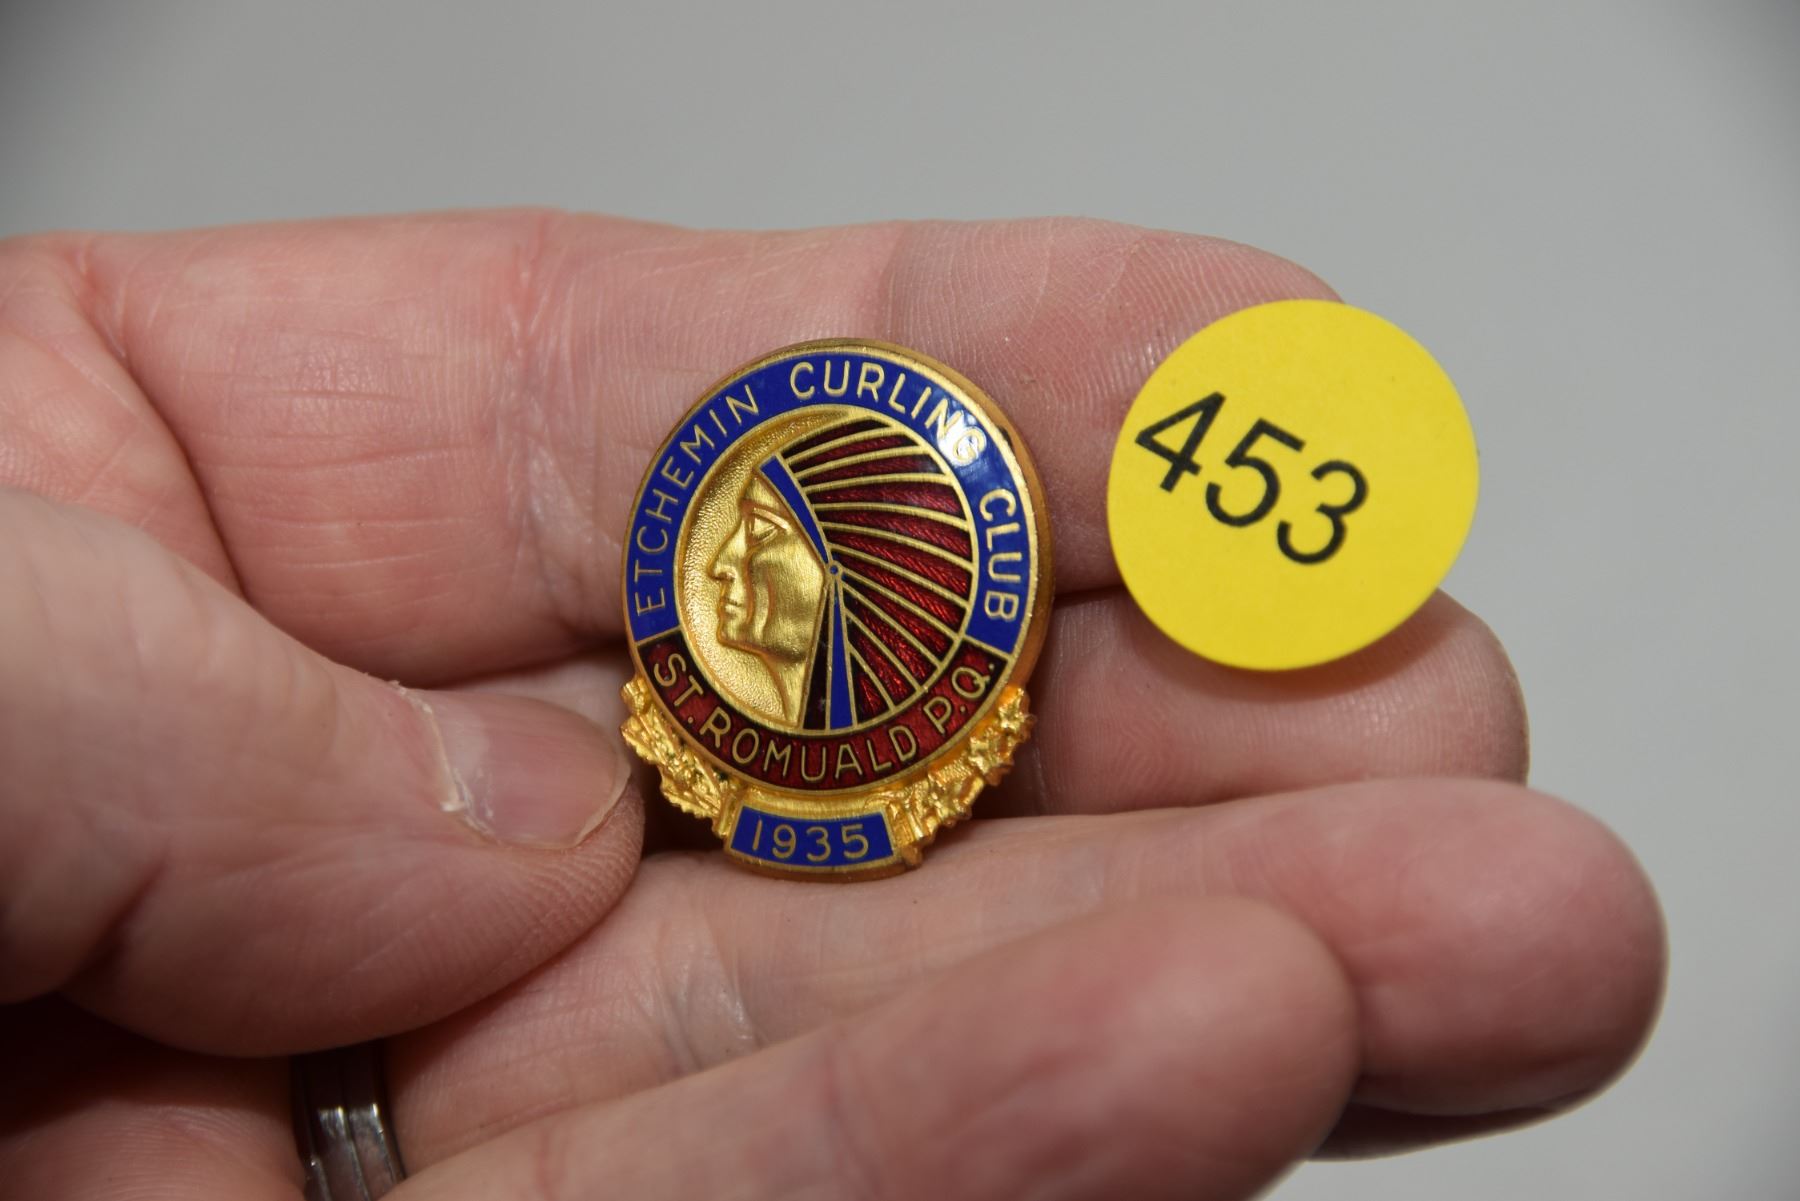 ETCHEMIN CURLING CLUB
ST. ROMUALD P.Q.
1935
453